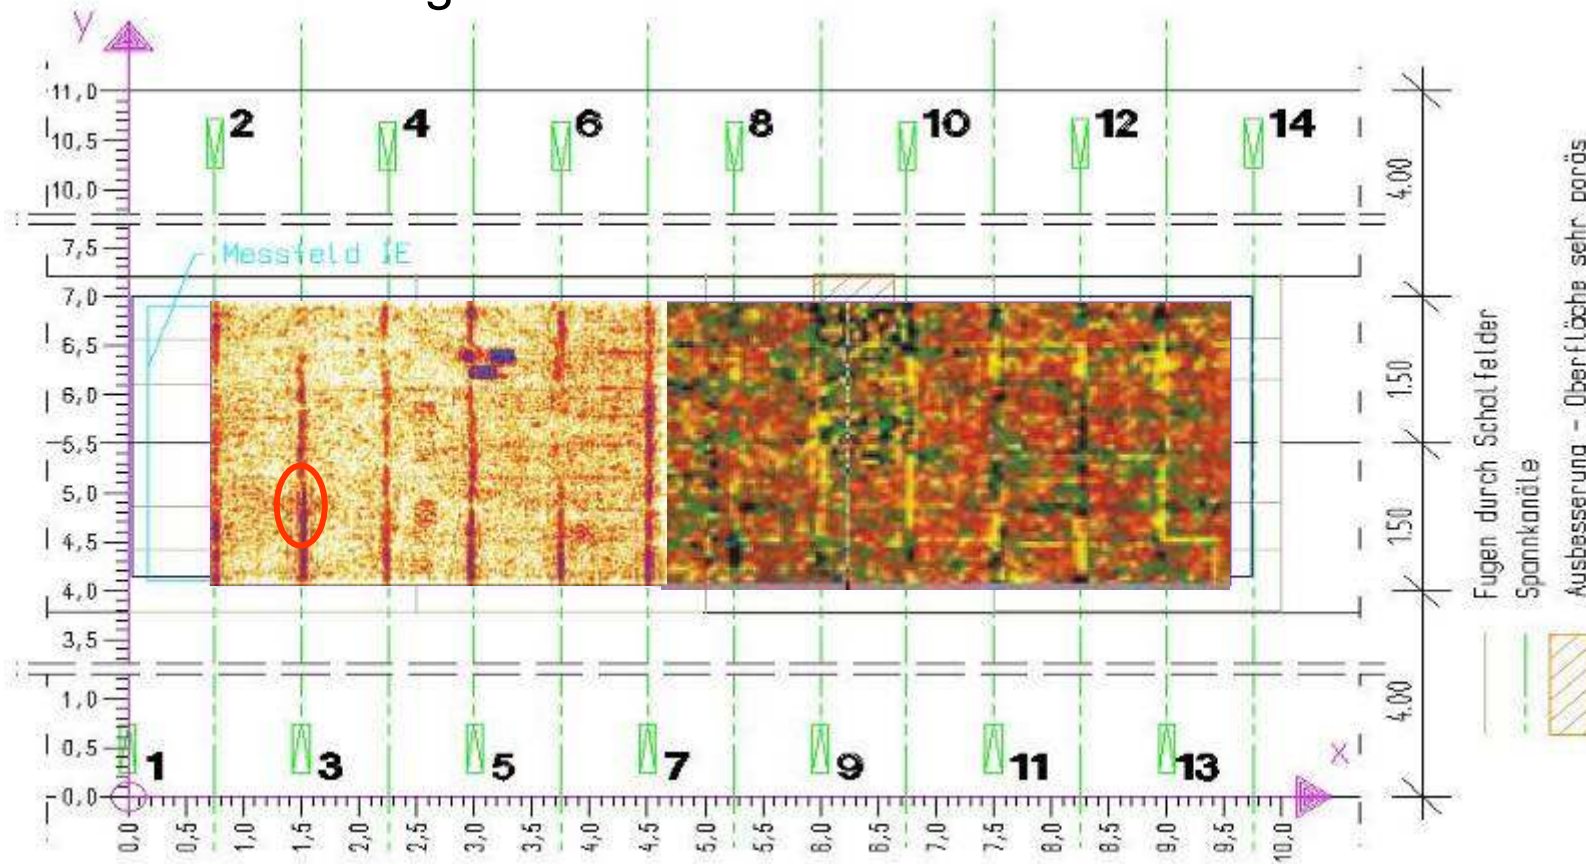 y
11,0
2 4 6 8 10 12 14
10,5
10,0
4.00
7,5
Messfeld IE
7,0
6,5
6,0
1.50
5,5
5,0
4,5
1.50
4,0
3,5
1,0
4.00
0,5
1 3 5 7 9 11 13
x
0,0
0,0 0,5 1,0 1,5 2,0 2,5 3,0 3,5 4,0 4,5 5,0 5,5 6,0 6,5 7,0 7,5 8,0 8,5 9,0 9,5 10,0
Fugen durch Schalfelder
Spannkanäle
Ausbesserung - Oberfläche sehr porös